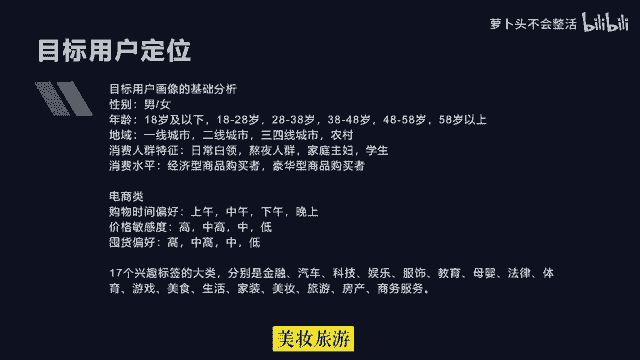 萝卜头不会整活 bilibili
目标用户定位
目标用户画像的基础分析
性别：男/女
年龄：18岁及以下，18-28岁，28-38岁，38-48岁，48-58岁，58岁以上
地域：一线城市，二线城市，三四线城市，农村
消费人群特征：日常白领，熬夜人群，家庭主妇，学生
消费水平：经济型商品购买者，豪华型商品购买者
电商类
购物时间偏好：上午，中午，下午，晚上
价格敏感度：高，中高，中，低
囤货偏好：高，中高，中，低
17个兴趣标签的大类，分别是金融、汽车、科技、娱乐、服饰、教育、母婴、法律、体
育、游戏、美食、生活、家装、美妆、旅游、房产、商务服务。
美妆旅游